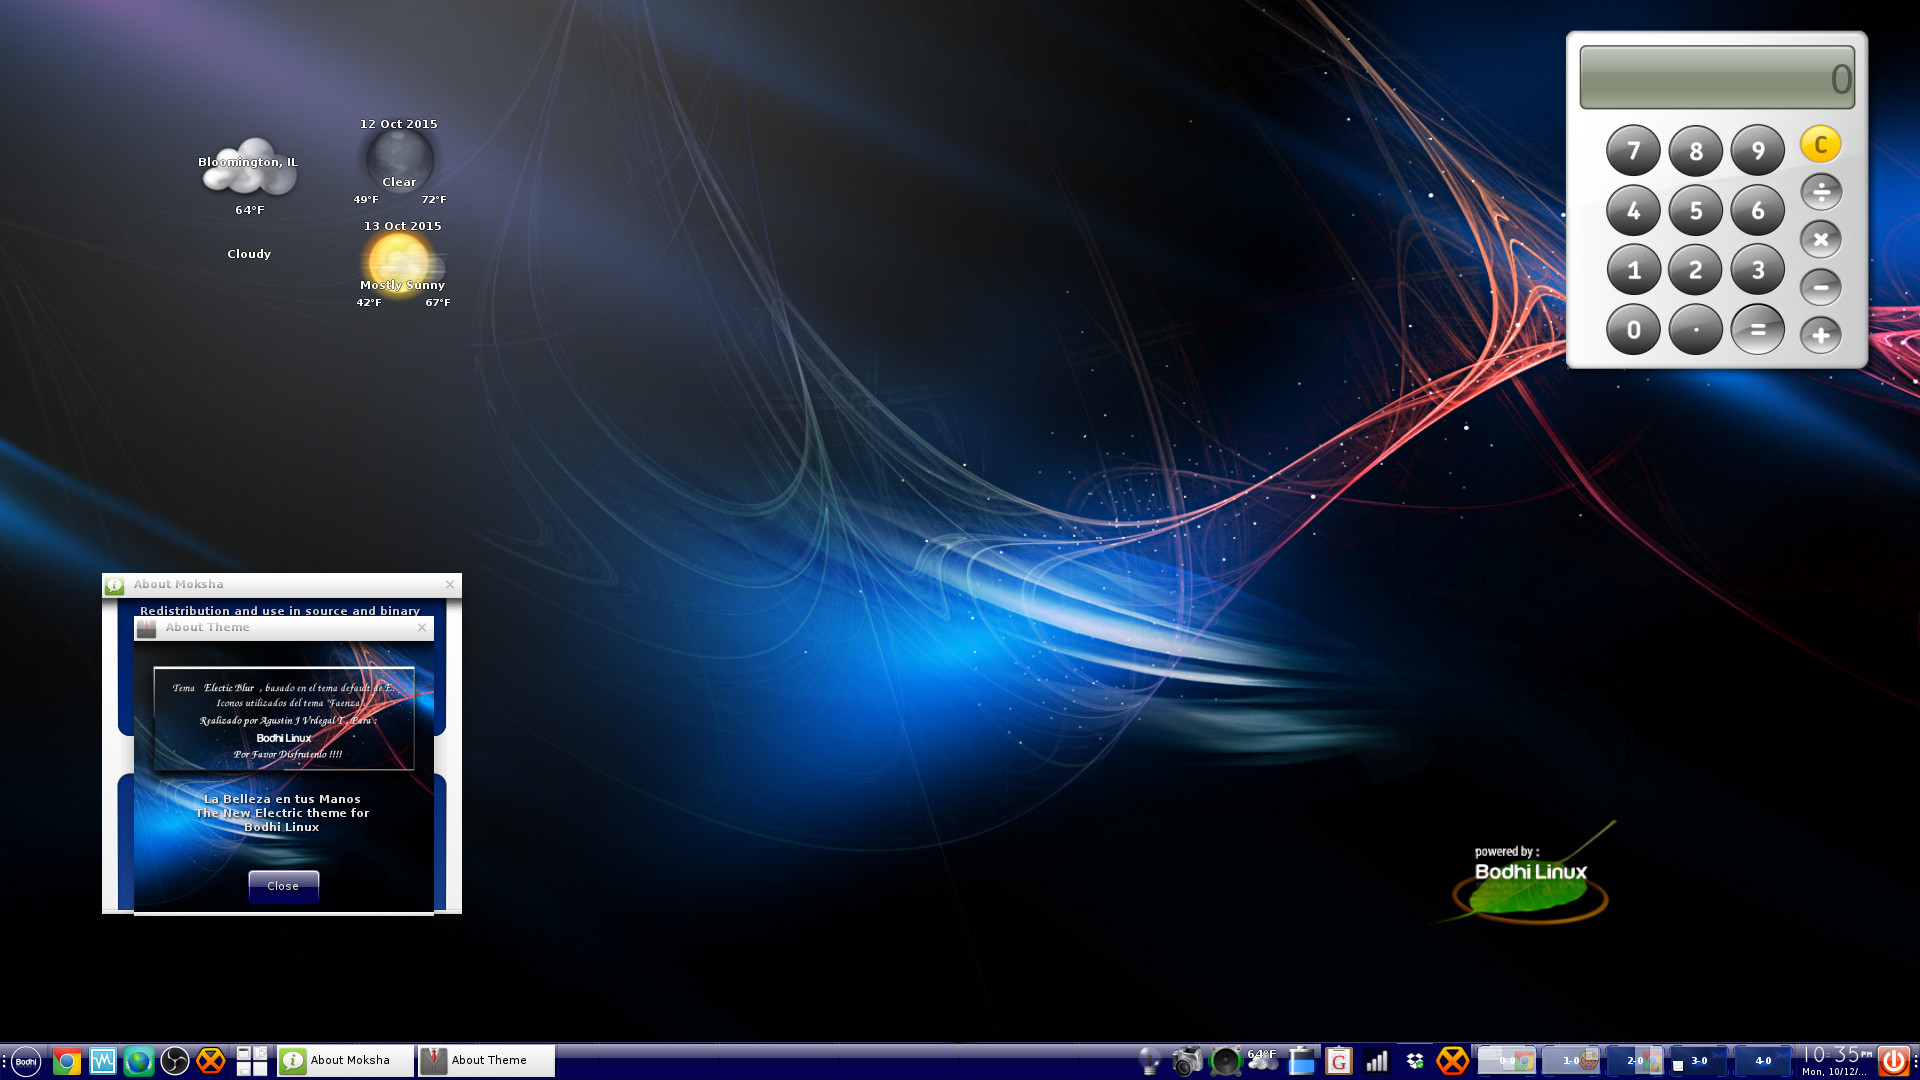 12 Oct 2015
Bloomington, IL
Clear
49°F 72°F
64°F
13 Oct 2015
Cloudy
Mostly Sunny
42°F 67°F
0
7 8 9 C
÷
4 5 6
×
1 2 3
−
0 · =
+
About Moksha ×
Redistribution and use in source and binary
About Theme ×
Tema Electic Blur , basado en el tema default de E.
Iconos utilizados del tema "Faenza
Realizado por Agustin J Vrdegal T, Para :
Bodhi Linux
Por Favor Disfrutenlo !!!!
La Belleza en tus Manos
The New Electric theme for
Bodhi Linux
Close
powered by :
Bodhi Linux
Bodhi
About Moksha
About Theme
64°F
G
0-0
1-0
2-0
3-0
4-0
10:35 PM
Mon, 10/12/...